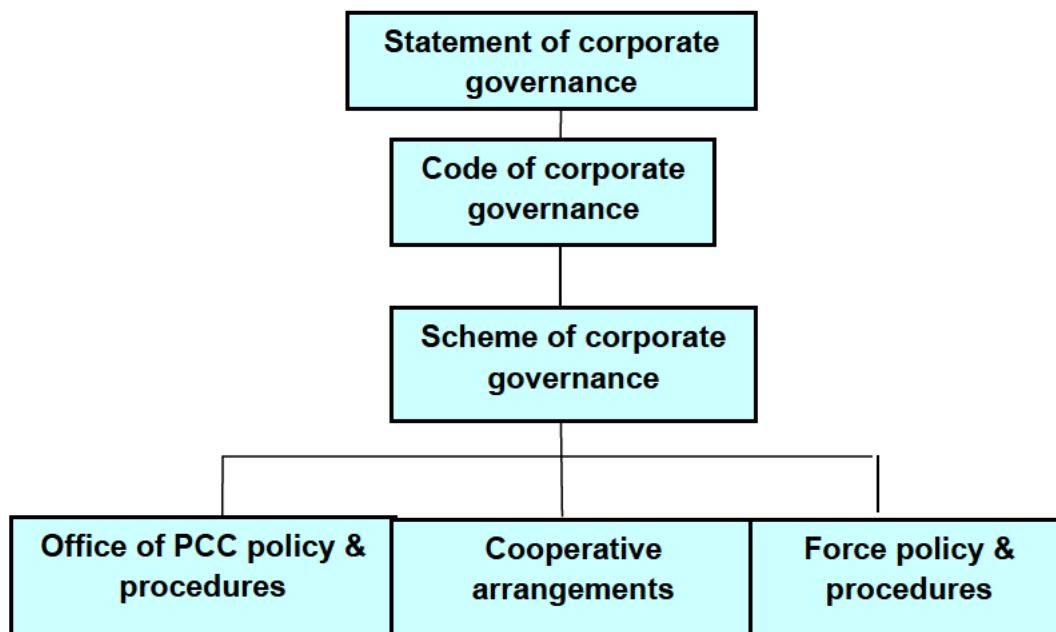 Statement of corporate
governance
Code of corporate
governance
Scheme of corporate
governance
Office of PCC policy &
procedures
Cooperative
arrangements
Force policy &
procedures